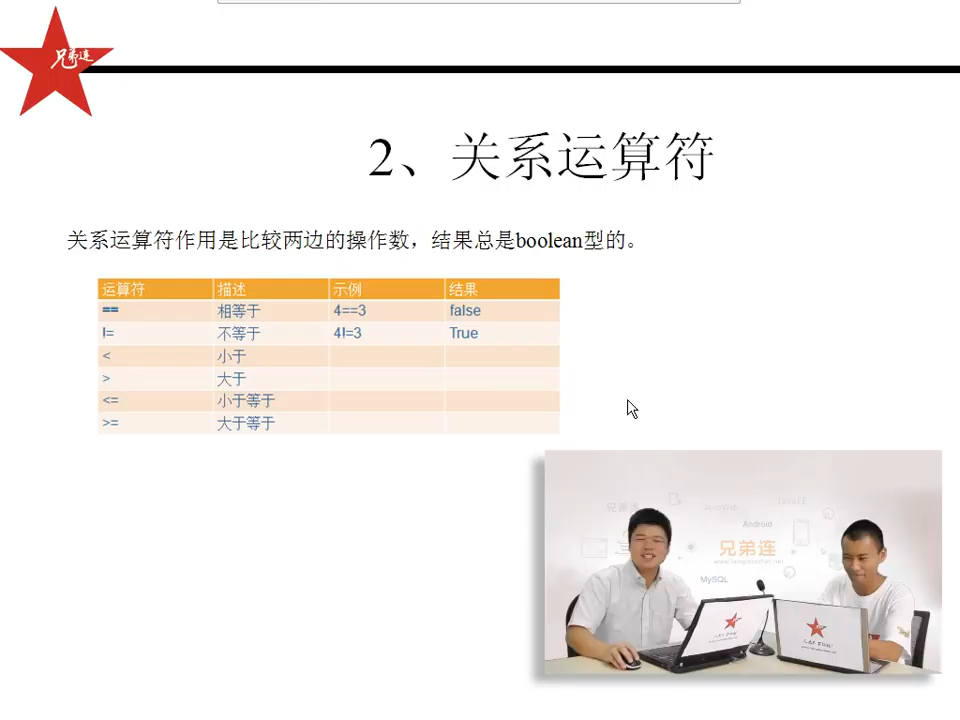 兄弟连
2、关系运算符
关系运算符作用是比较两边的操作数，结果总是boolean型的。
运算符 描述 示例 结果
== 相等于 4==3 false
!= 不等于 4!=3 True
< 小于
> 大于
<= 小于等于
>= 大于等于
兄弟连
Android
兄弟连
MySQL